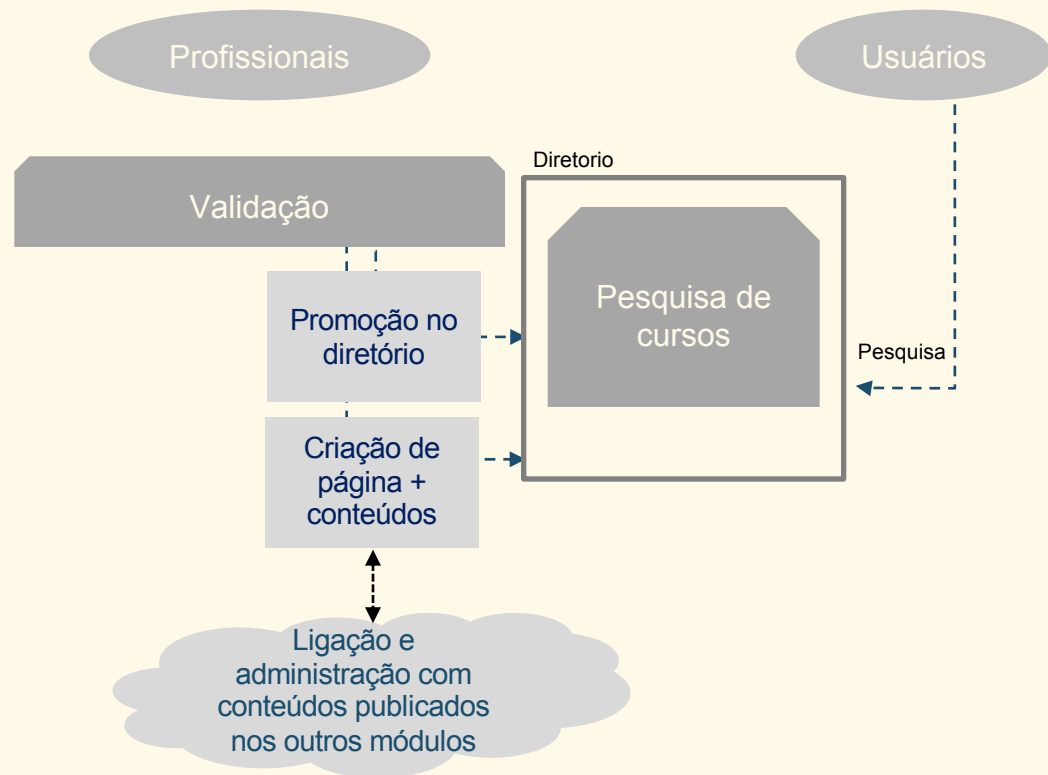 Profissionais
Usuários
Validação
Diretorio
Promoção no
diretório
Pesquisa de
cursos
Pesquisa
Criação de
página +
conteúdos
Ligação e
administração com
conteúdos publicados
nos outros módulos